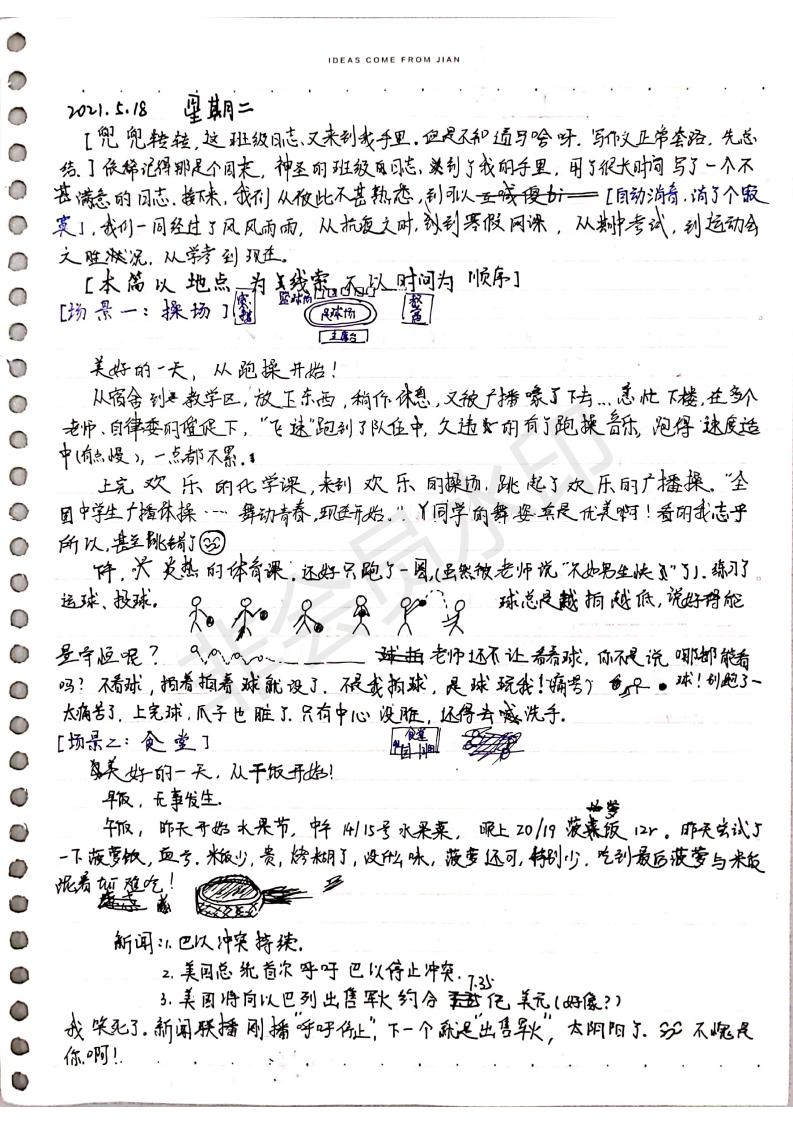 IDEAS COME FROM JIAN
2021.5.18 星期二
[兜兜转转,这班级日志,又来到我手里。但是不知道写啥呀。写作文正常套路,先总
结。]依稀记得那是个周末,神圣的班级日志,来到了我的手里,用了很长时间写了一个不
甚满意的日志。接下来,我们从彼此不甚熟悉,到可以 [自动消音,消了个寂
寞],我们一同经过了风风雨雨,从抗疫之时,到寒假网课,从期中考试,到运动会
之胜状况,从学考到现在。
[本篇以地点为线索 不以时间为顺序]
[场景一:操场] 篮球场 足球场 主席台
美好的一天,从跑操开始!
从宿舍到教学区,放下东西,稍作休息,又被广播嚎了下去…急忙下楼,在多个
老师、自律委的催促下,“飞速”跑到了队伍中,久违的有了跑操音乐,跑得速度适
中(有点慢),一点都不累。
上完欢乐的化学课,来到欢乐的操场,跳起了欢乐的广播操。“全
国中学生广播体操……舞动青春,现在开始。”丫同学的舞姿真是优美啊!看的我忘乎
所以,甚至跳错了
下午,炎热的体育课,还好只跑了一圈,(虽然被老师说“不如男生快”了)。练习了
运球、投球。 球总是越拍越低,说好得能
量守恒呢? 老师还不让看着球,你不是说哪都能看
吗?不看球,拍着拍着球就没了。不是我拍球,是球玩我!痛苦 球!别跑了~
太痛苦了,上完球,爪子也脏了。只有中心没脏,还得去洗手。
[场景之二:食堂] 食堂
美好的一天,从干饭开始!
早饭,无事发生。
午饭,昨天开始水果节,中午14/15号水果菜,晚上20/19 菠萝饭12r。昨天尝试了
一下菠萝饭,血亏。米饭少,贵,烤糊了,没什么味,菠萝还可,特别少,吃到最后菠萝与米饭
混着 难吃!
新闻:1. 巴以冲突持续。
2. 美国总统首次呼吁巴以停止冲突。
3. 美国将向以色列出售军火约合7.35亿美元(好像?)
我笑死了。新闻联播刚播“呼吁停止”,下一个就是“出售军火”,太阴阳了。不愧是
你啊!
非会员水印